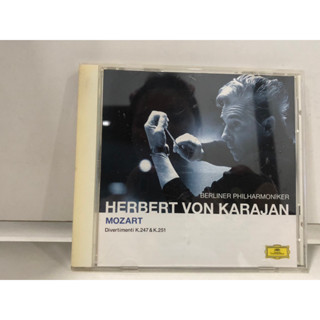 BERLINER PHILHARMONIKER
HERBERT VON KARAJAN
MOZART
Divertimenti K.247 & K.251